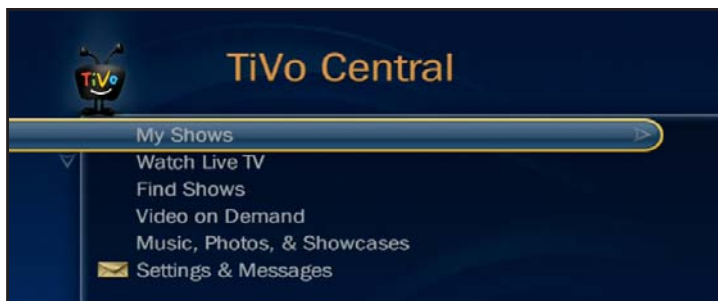 TiVo
TiVo Central
My Shows
Watch Live TV
Find Shows
Video on Demand
Music, Photos, & Showcases
Settings & Messages